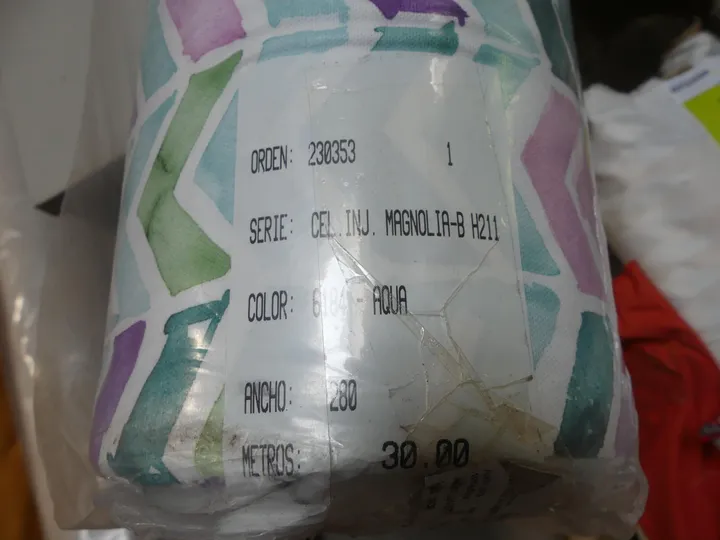 ORDEN: 230353 1
SERIE: CEL.INJ. MAGNOLIA-B H211
COLOR: - AQUA
ANCHO: 280
METROS: 30.00